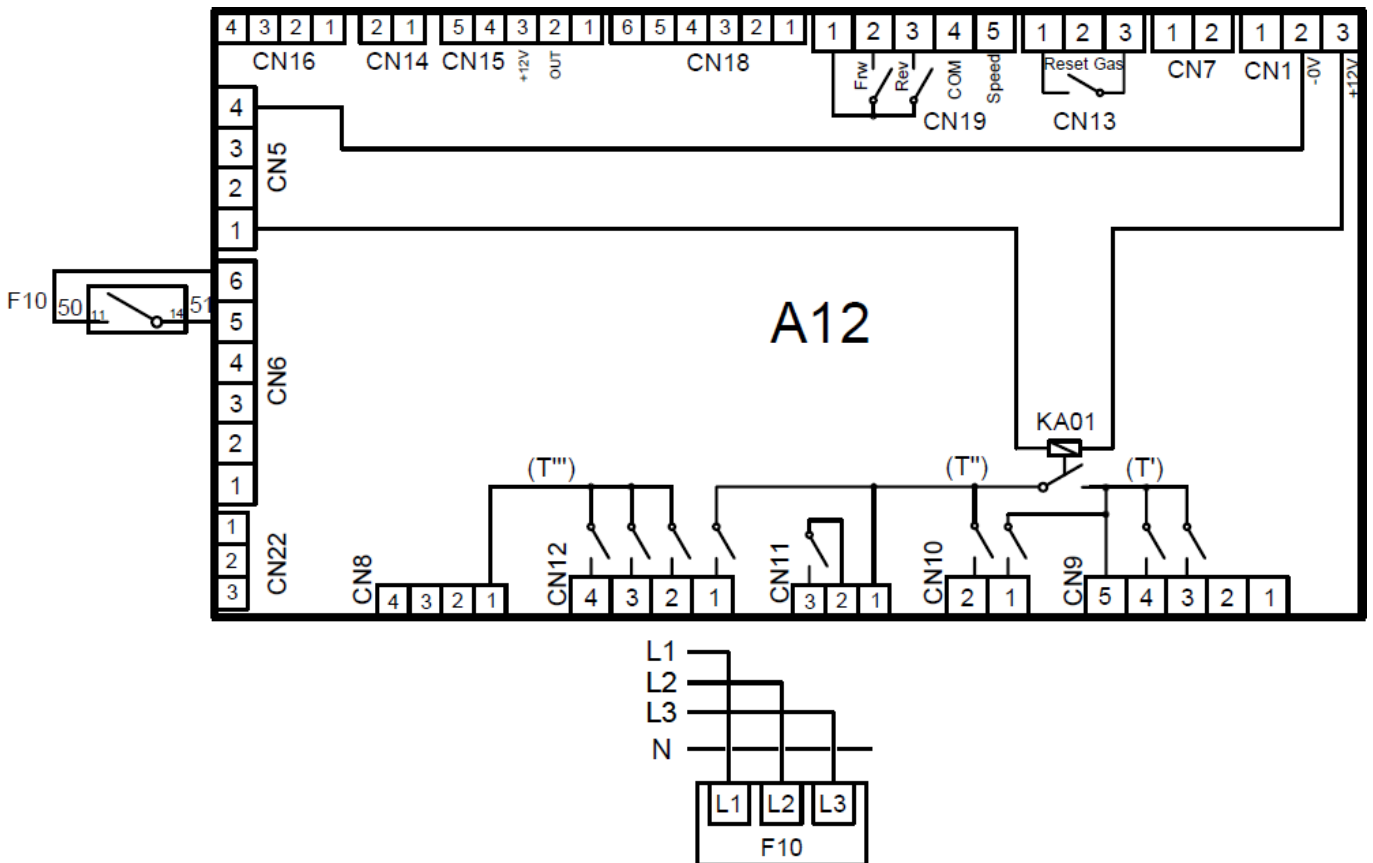 4 3 2 1 2 1 5 4 3 2 1 6 5 4 3 2 1 1 2 3 4 5 1 2 3 1 2 1 2 3
CN16 CN14 CN15 +12V OUT CN18 Frw Rev COM Speed Reset Gas CN7 CN1 -0V +12V
CN19 CN13
4
3
2
1
CN5
F10 50 11 14 51
6
5
4
3
2
1
CN6
A12
KA01
(T''') (T'') (T')
1
2
3
CN22
CN8 4 3 2 1 CN12 4 3 2 1 CN11 3 2 1 CN10 2 1 CN9 5 4 3 2 1
L1
L2
L3
N
L1 L2 L3
F10